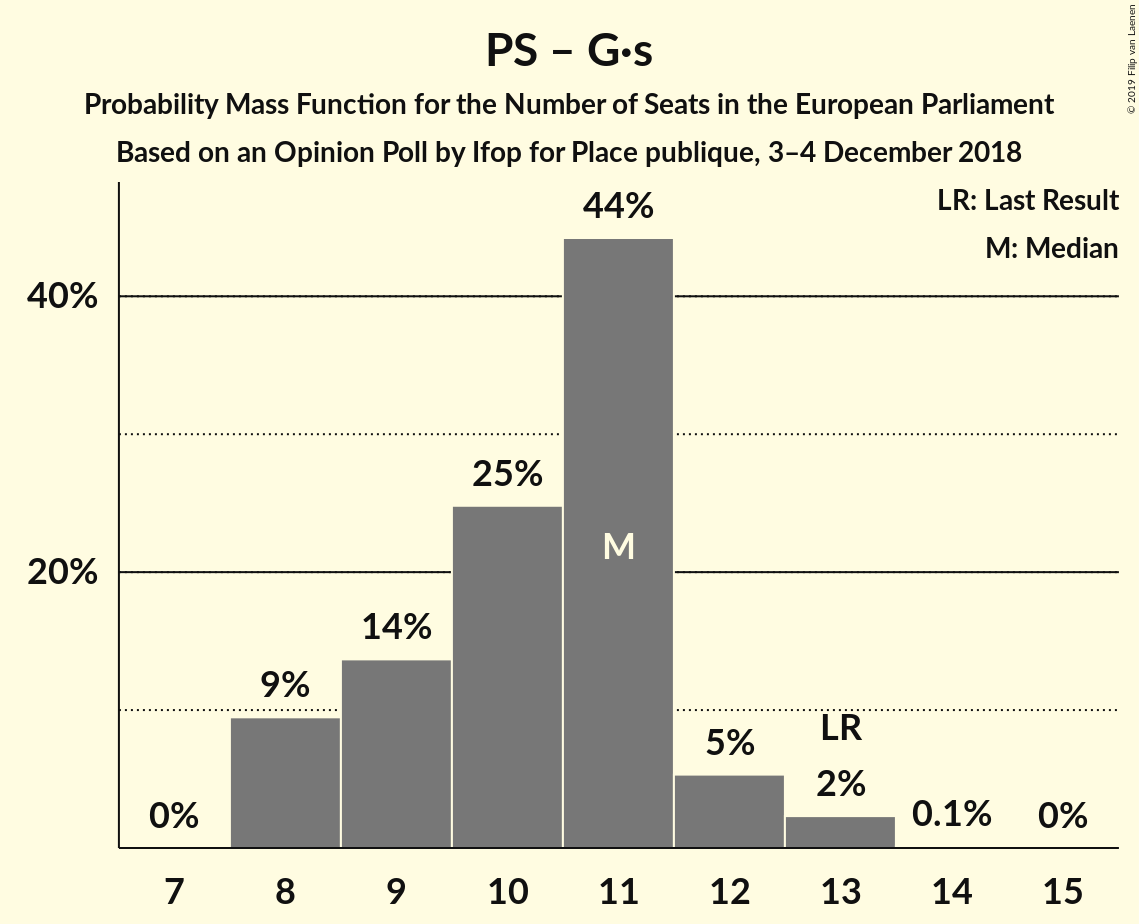 PS – G·s
Probability Mass Function for the Number of Seats in the European Parliament
Based on an Opinion Poll by Ifop for Place publique, 3–4 December 2018
© 2019 Filip van Laenen
LR: Last Result
M: Median
40%
20%
0%
9%
14%
25%
44%
M
5%
LR
2%
0.1%
0%
7 8 9 10 11 12 13 14 15